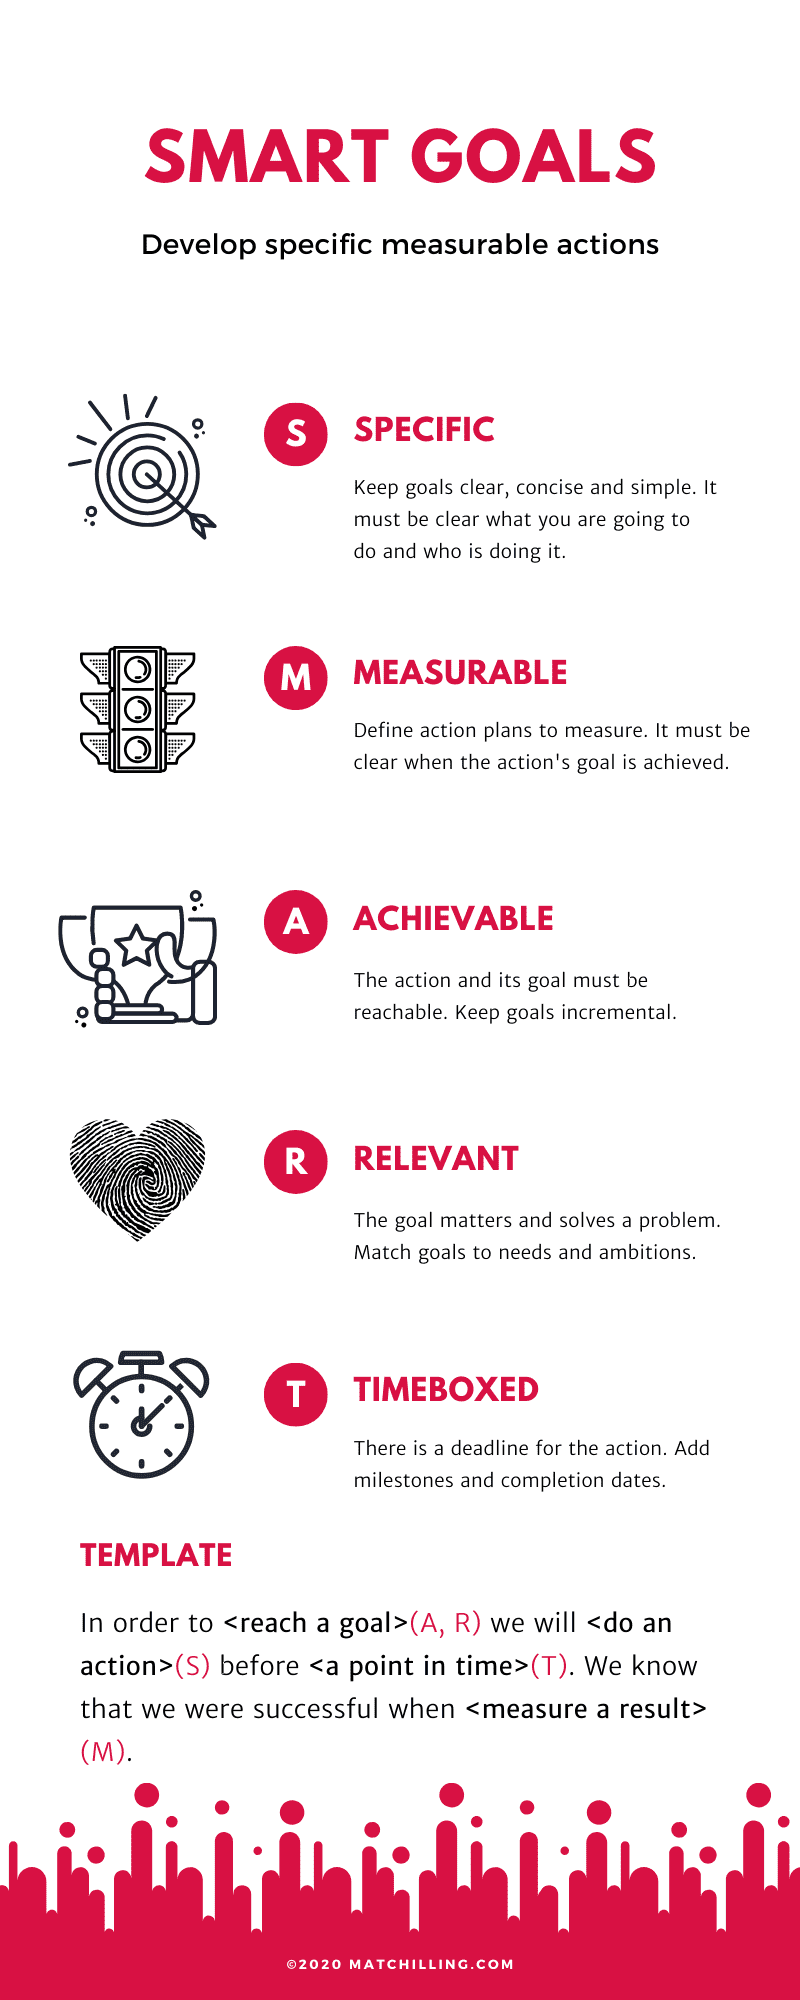 SMART GOALS
Develop specific measurable actions
S
SPECIFIC
Keep goals clear, concise and simple. It
must be clear what you are going to
do and who is doing it.
M
MEASURABLE
Define action plans to measure. It must be
clear when the action's goal is achieved.
A
ACHIEVABLE
The action and its goal must be
reachable. Keep goals incremental.
R
RELEVANT
The goal matters and solves a problem.
Match goals to needs and ambitions.
T
TIMEBOXED
There is a deadline for the action. Add
milestones and completion dates.
TEMPLATE
In order to <reach a goal>(A, R) we will <do an
action>(S) before <a point in time>(T). We know
that we were successful when <measure a result>
(M).
©2020 MATCHILLING.COM